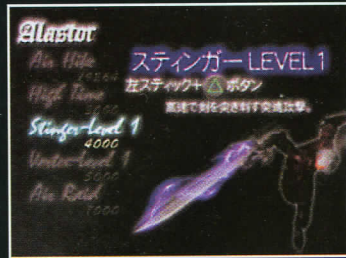 Alastor
Air Hike
High Time
Stinger-Level 1
4000
Vortex-Level 1
5000
Air Raid
7000
スティンガー LEVEL 1
左スティック+△ボタン
高速で剣を突き刺す突進攻撃。